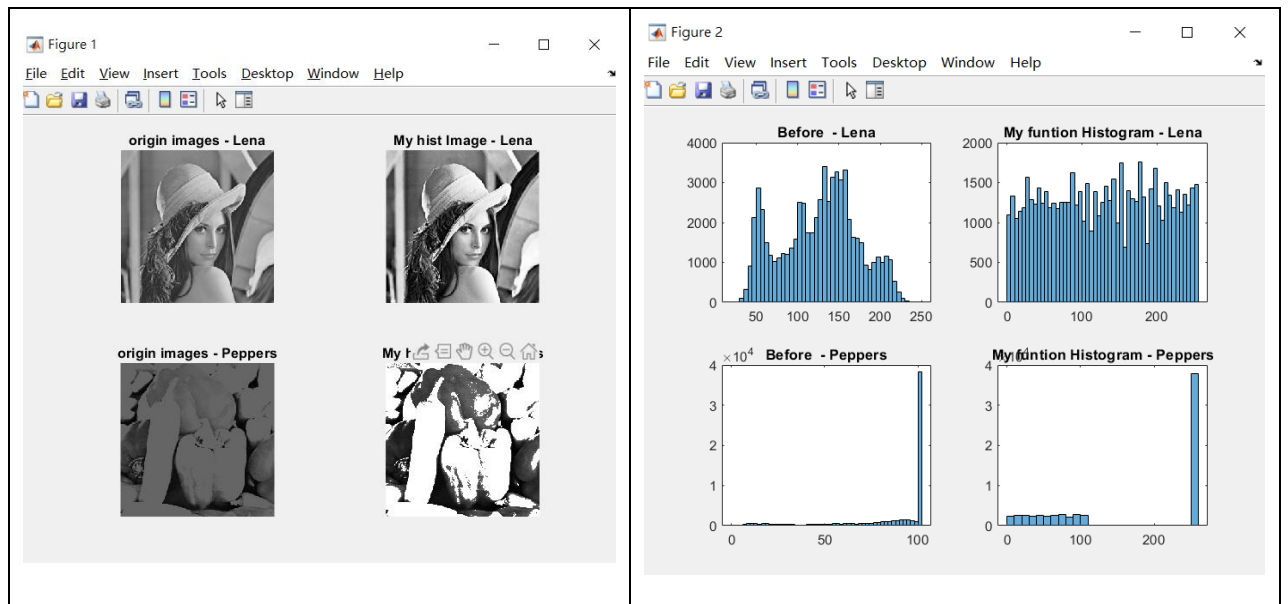 Figure 1
File Edit View Insert Tools Desktop Window Help
origin images - Lena
My hist Image - Lena
origin images - Peppers
My
s
Figure 2
File Edit View Insert Tools Desktop Window Help
Before - Lena
4000
3000
2000
1000
0
50 100 150 200 250
My funtion Histogram - Lena
2000
1500
1000
500
0
0 100 200
×10^4 Before - Peppers
4
3
2
1
0
0 50 100
My funtion Histogram - Peppers
4
3
2
1
0
0 100 200